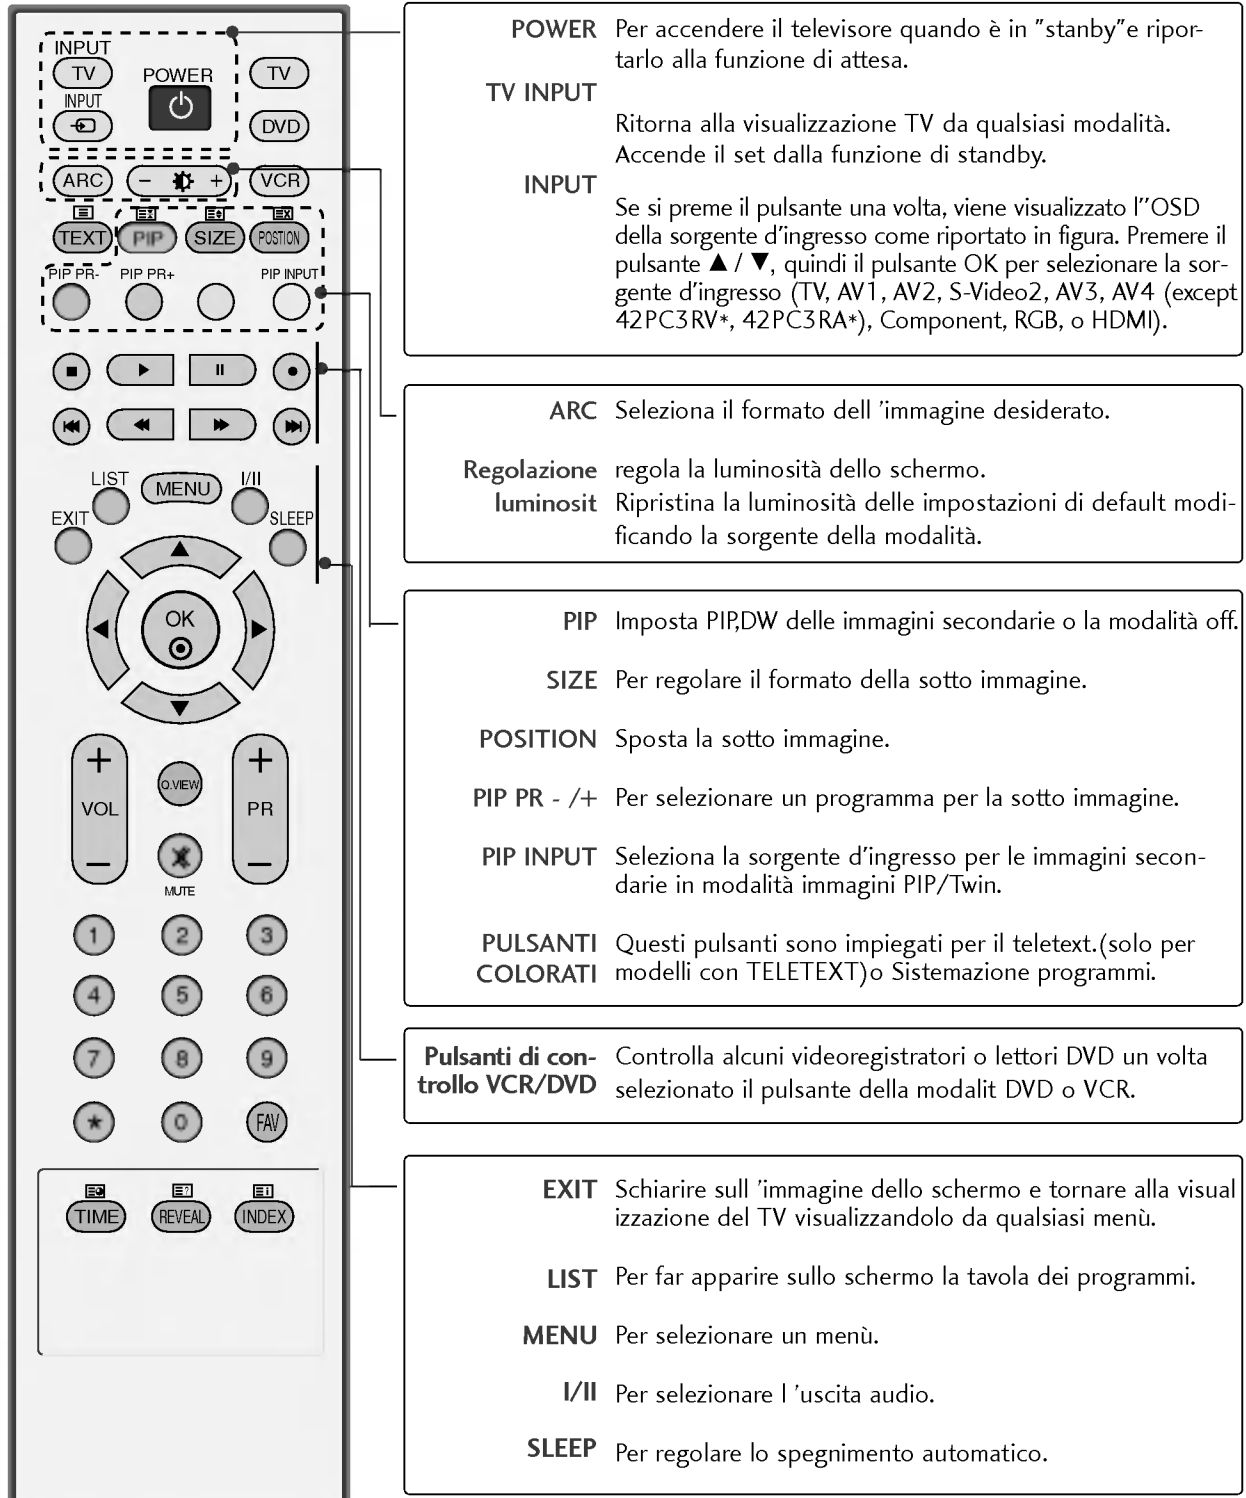 INPUT
TV
POWER
TV
INPUT
DVD
ARC
- +
VCR
TEXT
PIP
SIZE
POSTION
PIP PR-
PIP PR+
PIP INPUT
LIST
MENU
I/II
EXIT
SLEEP
OK
+
VOL
−
Q.VIEW
MUTE
+
PR
−
1
2
3
4
5
6
7
8
9
*
0
FAV
TIME
REVEAL
INDEX
POWER Per accendere il televisore quando è in "stanby"e ripor-
tarlo alla funzione di attesa.
TV INPUT
Ritorna alla visualizzazione TV da qualsiasi modalità.
Accende il set dalla funzione di standby.
INPUT
Se si preme il pulsante una volta, viene visualizzato l''OSD
della sorgente d'ingresso come riportato in figura. Premere il
pulsante ▲ / ▼, quindi il pulsante OK per selezionare la sor-
gente d'ingresso (TV, AV1, AV2, S-Video2, AV3, AV4 (except
42PC3RV*, 42PC3RA*), Component, RGB, o HDMI).
ARC Seleziona il formato dell 'immagine desiderato.
Regolazione regola la luminosità dello schermo.
luminosit Ripristina la luminosità delle impostazioni di default modi-
ficando la sorgente della modalità.
PIP Imposta PIP,DW delle immagini secondarie o la modalità off.
SIZE Per regolare il formato della sotto immagine.
POSITION Sposta la sotto immagine.
PIP PR - /+ Per selezionare un programma per la sotto immagine.
PIP INPUT Seleziona la sorgente d'ingresso per le immagini secon-
darie in modalità immagini PIP/Twin.
PULSANTI Questi pulsanti sono impiegati per il teletext.(solo per
COLORATI modelli con TELETEXT)o Sistemazione programmi.
Pulsanti di con- Controlla alcuni videoregistratori o lettori DVD un volta
trollo VCR/DVD selezionato il pulsante della modalit DVD o VCR.
EXIT Schiarire sull 'immagine dello schermo e tornare alla visual
izzazione del TV visualizzandolo da qualsiasi menù.
LIST Per far apparire sullo schermo la tavola dei programmi.
MENU Per selezionare un menù.
I/II Per selezionare l 'uscita audio.
SLEEP Per regolare lo spegnimento automatico.